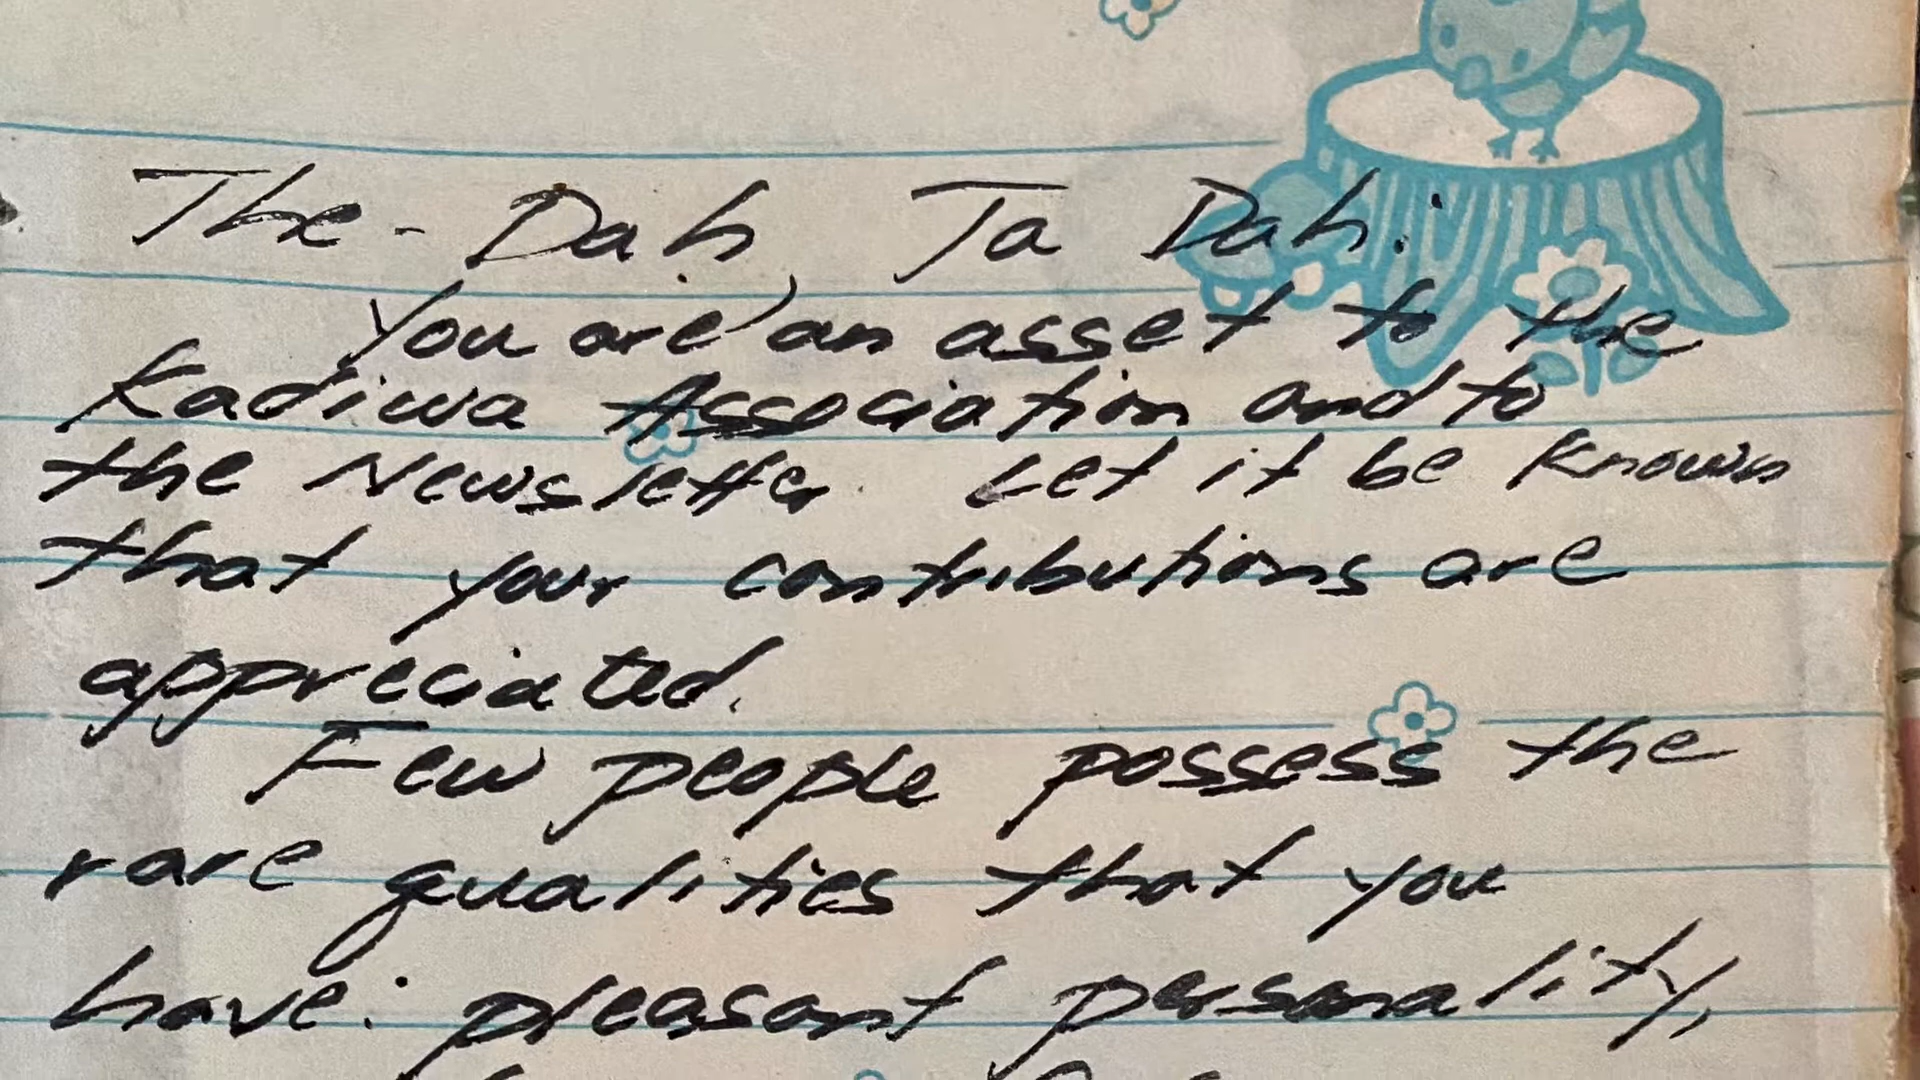 The - Dah, Ta Dah:
You are an asset to the
Kadiwa Association and to
the Newsletter. Let it be known
that your contributions are
appreciated.
Few people possess the
rare qualities that you
have: pleasant personality,